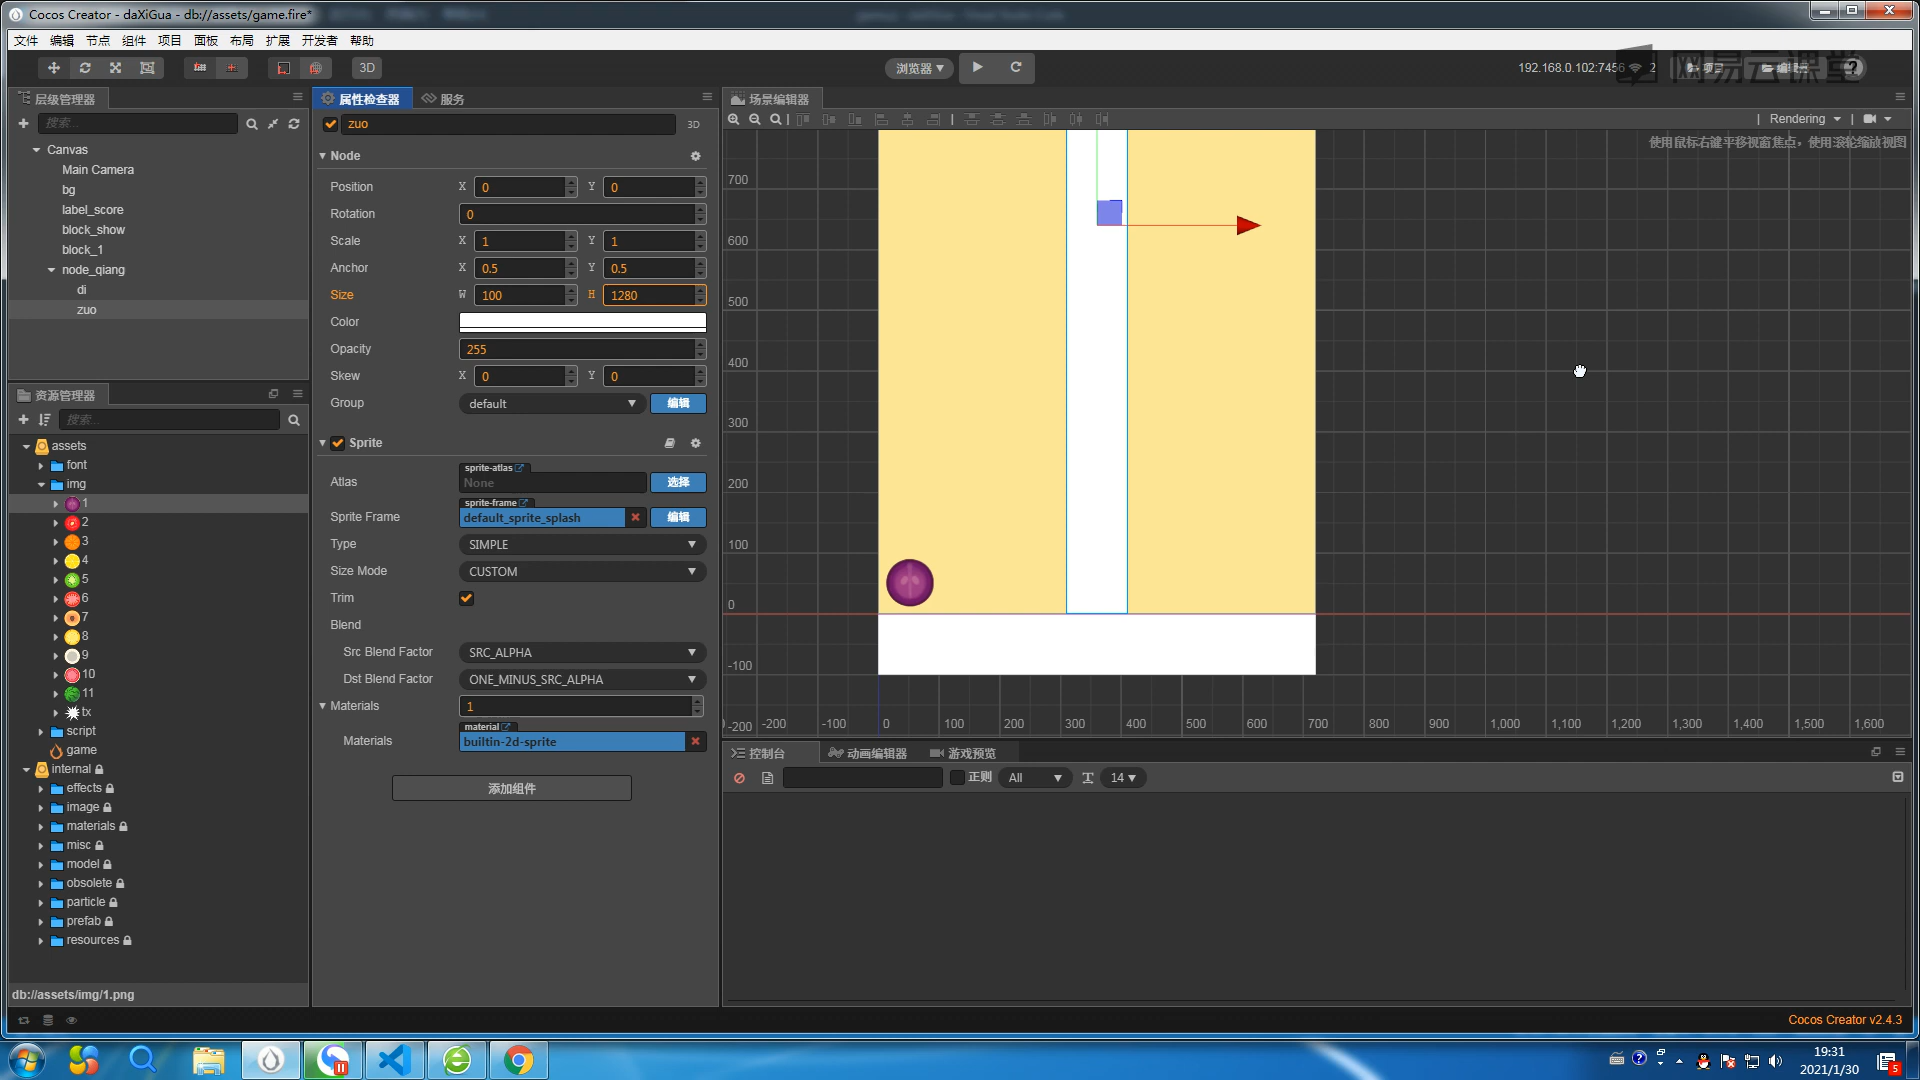 Cocos Creator - daXiGua - db://assets/game.fire*
文件 编辑 节点 组件 项目 面板 布局 扩展 开发者 帮助
3D
浏览器
192.168.0.102:7456 2
网易云课堂
层级管理器
搜索...
Canvas
Main Camera
bg
label_score
block_show
block_1
node_qiang
di
zuo
资源管理器
搜索...
assets
font
img
1
2
3
4
5
6
7
8
9
10
11
tx
script
game
internal
effects
image
materials
misc
model
obsolete
particle
prefab
resources
db://assets/img/1.png
属性检查器 服务
zuo 3D
Node
Position X 0 Y 0
Rotation 0
Scale X 1 Y 1
Anchor X 0.5 Y 0.5
Size W 100 H 1280
Color
Opacity 255
Skew X 0 Y 0
Group default 编辑
Sprite
sprite-atlas
Atlas None 选择
sprite-frame
Sprite Frame default_sprite_splash 编辑
Type SIMPLE
Size Mode CUSTOM
Trim
Blend
Src Blend Factor SRC_ALPHA
Dst Blend Factor ONE_MINUS_SRC_ALPHA
Materials 1
material
Materials builtin-2d-sprite
添加组件
场景编辑器
Rendering
使用鼠标右键平移视窗焦点，使用滚轮缩放视图
700
600
500
400
300
200
100
0
-100
-200 -200 -100 0 100 200 300 400 500 600 700 800 900 1,000 1,100 1,200 1,300 1,400 1,500 1,600
控制台 动画编辑器 游戏预览
正则 All 14
Cocos Creator v2.4.3
19:31
2021/1/30
5